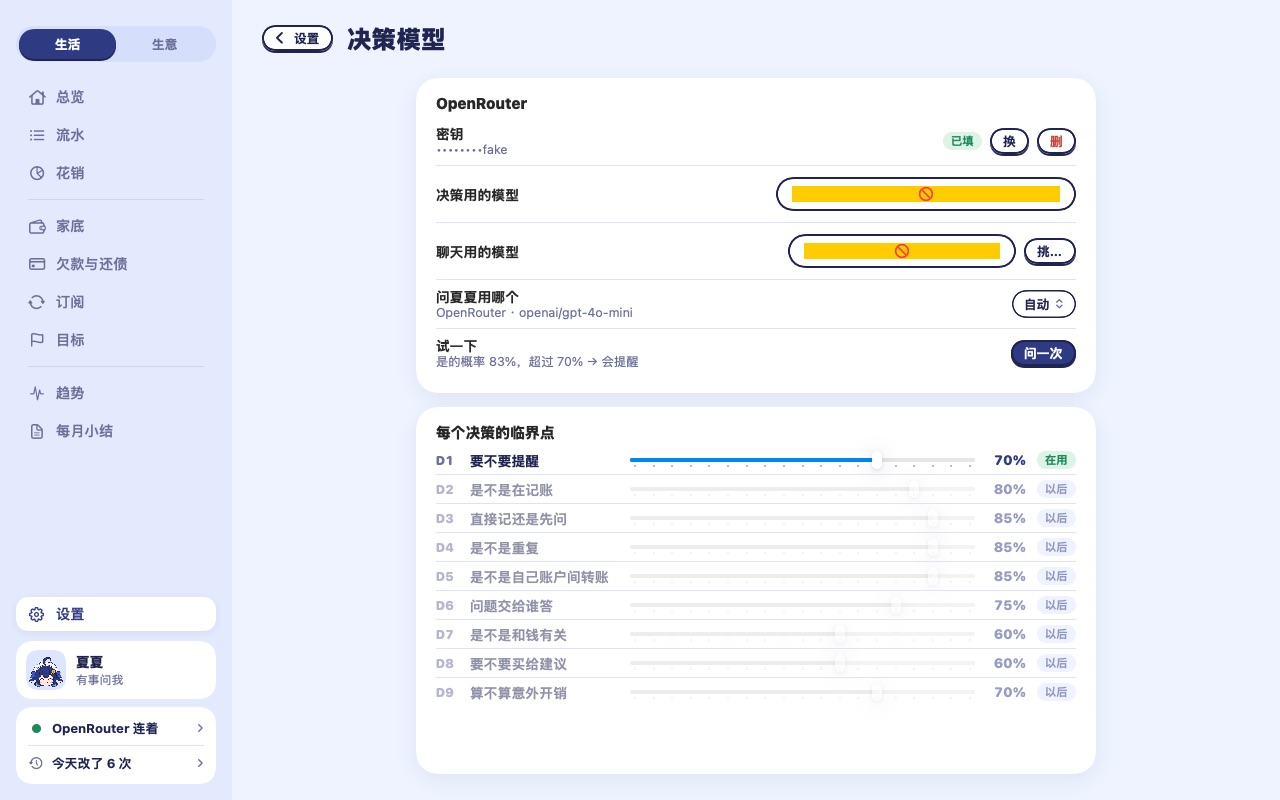 生活
生意
总览
流水
花销
家底
欠款与还债
订阅
目标
趋势
每月小结
设置
夏夏
有事问我
OpenRouter 连着
今天改了 6 次
设置
决策模型
OpenRouter
密钥
••••••••fake
已填
换
删
决策用的模型
聊天用的模型
挑...
问夏夏用哪个
OpenRouter · openai/gpt-4o-mini
自动
试一下
是的概率 83%，超过 70% → 会提醒
问一次
每个决策的临界点
D1 要不要提醒 70% 在用
D2 是不是在记账 80% 以后
D3 直接记还是先问 85% 以后
D4 是不是重复 85% 以后
D5 是不是自己账户间转账 85% 以后
D6 问题交给谁答 75% 以后
D7 是不是和钱有关 60% 以后
D8 要不要买给建议 60% 以后
D9 算不算意外开销 70% 以后